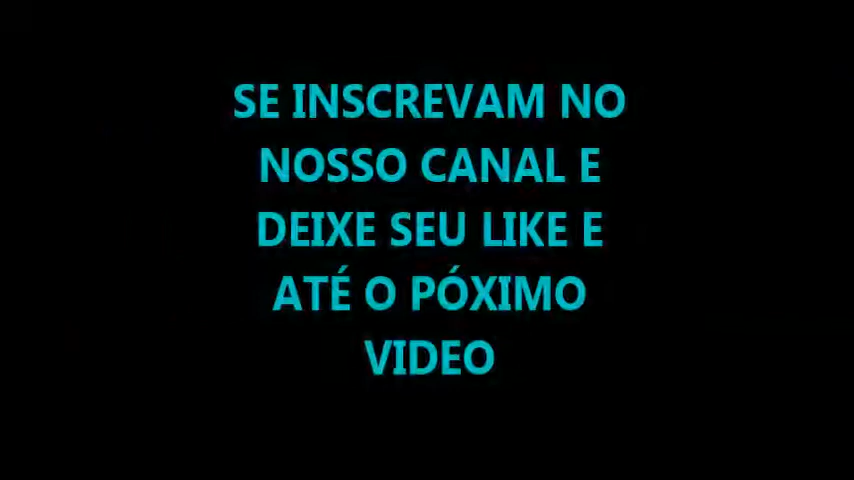 SE INSCREVAM NO
NOSSO CANAL E
DEIXE SEU LIKE E
ATÉ O PÓXIMO
VIDEO